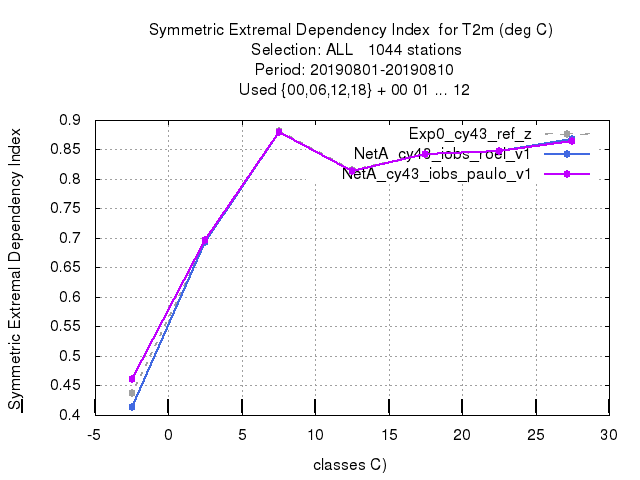 Symmetric Extremal Dependency Index for T2m (deg C)
Selection: ALL 1044 stations
Period: 20190801-20190810
Used {00,06,12,18} + 00 01 ... 12
Symmetric Extremal Dependency Index
0.9
0.85
0.8
0.75
0.7
0.65
0.6
0.55
0.5
0.45
0.4
Exp0_cy43_ref_z
NetA_cy43_iobs_roel_v1
NetA_cy43_iobs_paulo_v1
-5 0 5 10 15 20 25 30
classes C)